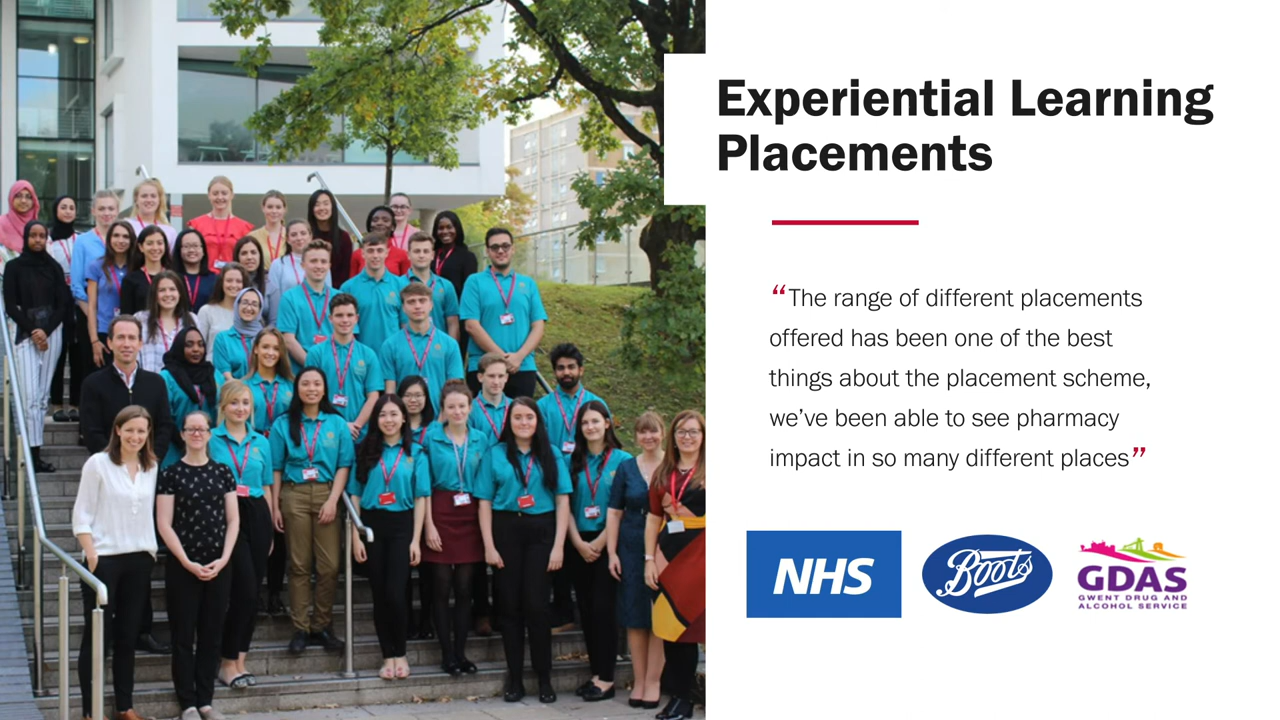 Experiential Learning
Placements
“The range of different placements
offered has been one of the best
things about the placement scheme,
we’ve been able to see pharmacy
impact in so many different places”
NHS
Boots
GDAS
GWENT DRUG AND
ALCOHOL SERVICE